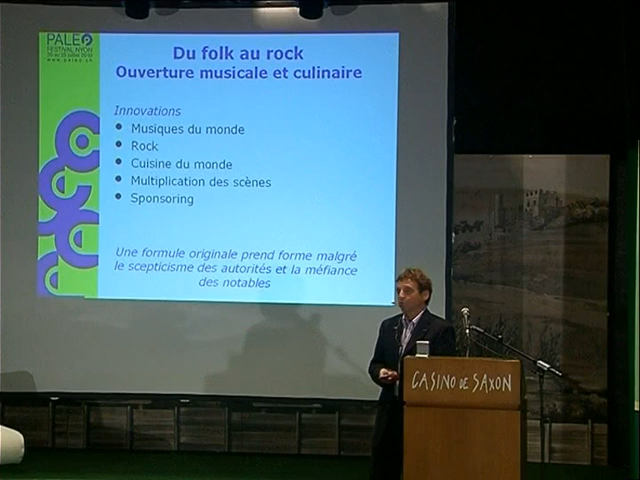 PALEO
FESTIVAL NYON
www.paleo.ch
Du folk au rock
Ouverture musicale et culinaire
Innovations
• Musiques du monde
• Rock
• Cuisine du monde
• Multiplication des scènes
• Sponsoring
Une formule originale prend forme malgré
le scepticisme des autorités et la méfiance
des notables
CASINO DE SAXON